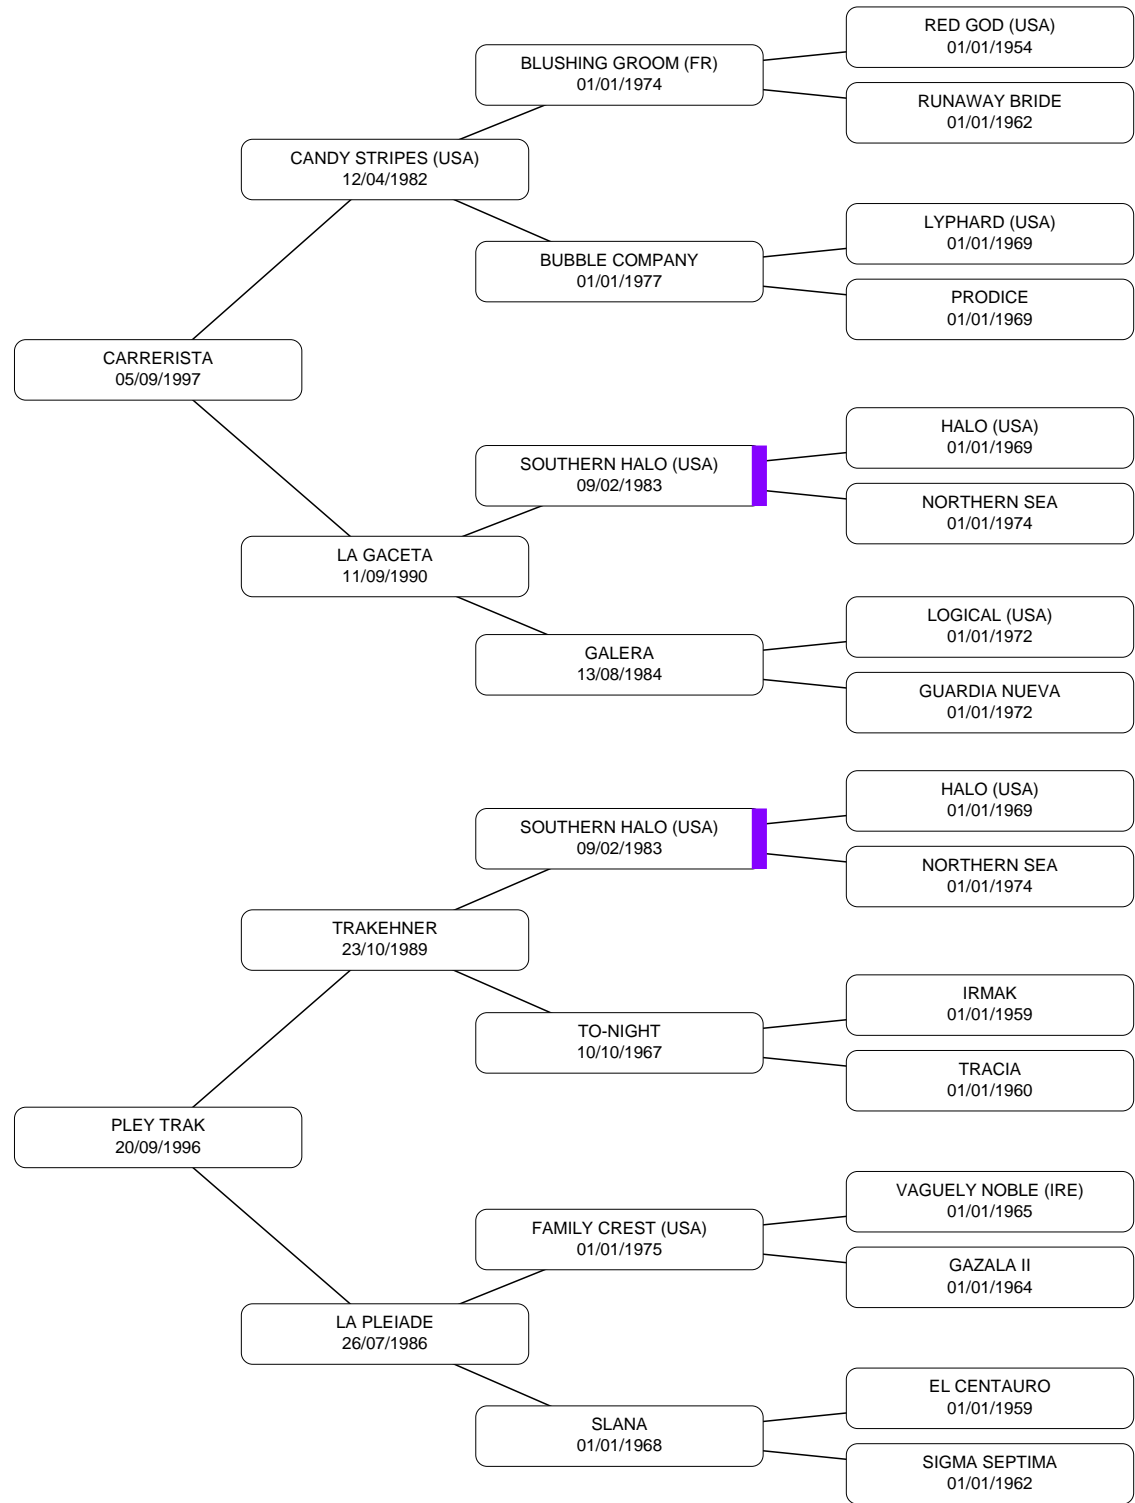 RED GOD (USA)
01/01/1954
BLUSHING GROOM (FR)
01/01/1974
RUNAWAY BRIDE
01/01/1962
CANDY STRIPES (USA)
12/04/1982
LYPHARD (USA)
01/01/1969
BUBBLE COMPANY
01/01/1977
PRODICE
01/01/1969
CARRERISTA
05/09/1997
HALO (USA)
01/01/1969
SOUTHERN HALO (USA)
09/02/1983
NORTHERN SEA
01/01/1974
LA GACETA
11/09/1990
LOGICAL (USA)
01/01/1972
GALERA
13/08/1984
GUARDIA NUEVA
01/01/1972
HALO (USA)
01/01/1969
SOUTHERN HALO (USA)
09/02/1983
NORTHERN SEA
01/01/1974
TRAKEHNER
23/10/1989
IRMAK
01/01/1959
TO-NIGHT
10/10/1967
TRACIA
01/01/1960
PLEY TRAK
20/09/1996
VAGUELY NOBLE (IRE)
01/01/1965
FAMILY CREST (USA)
01/01/1975
GAZALA II
01/01/1964
LA PLEIADE
26/07/1986
EL CENTAURO
01/01/1959
SLANA
01/01/1968
SIGMA SEPTIMA
01/01/1962